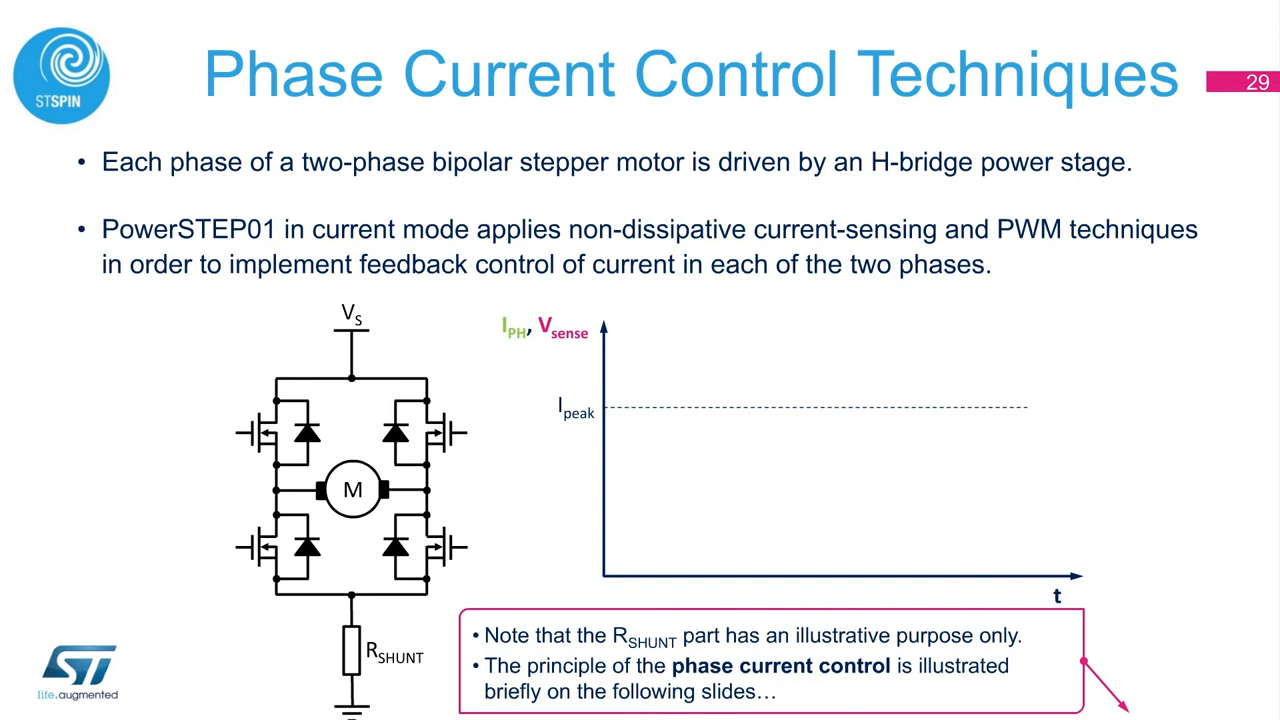 STSPIN
Phase Current Control Techniques
29
• Each phase of a two-phase bipolar stepper motor is driven by an H-bridge power stage.
• PowerSTEP01 in current mode applies non-dissipative current-sensing and PWM techniques
in order to implement feedback control of current in each of the two phases.
VS
M
RSHUNT
IPH, Vsense
Ipeak
t
• Note that the RSHUNT part has an illustrative purpose only.
• The principle of the phase current control is illustrated
briefly on the following slides…
ST
life.augmented